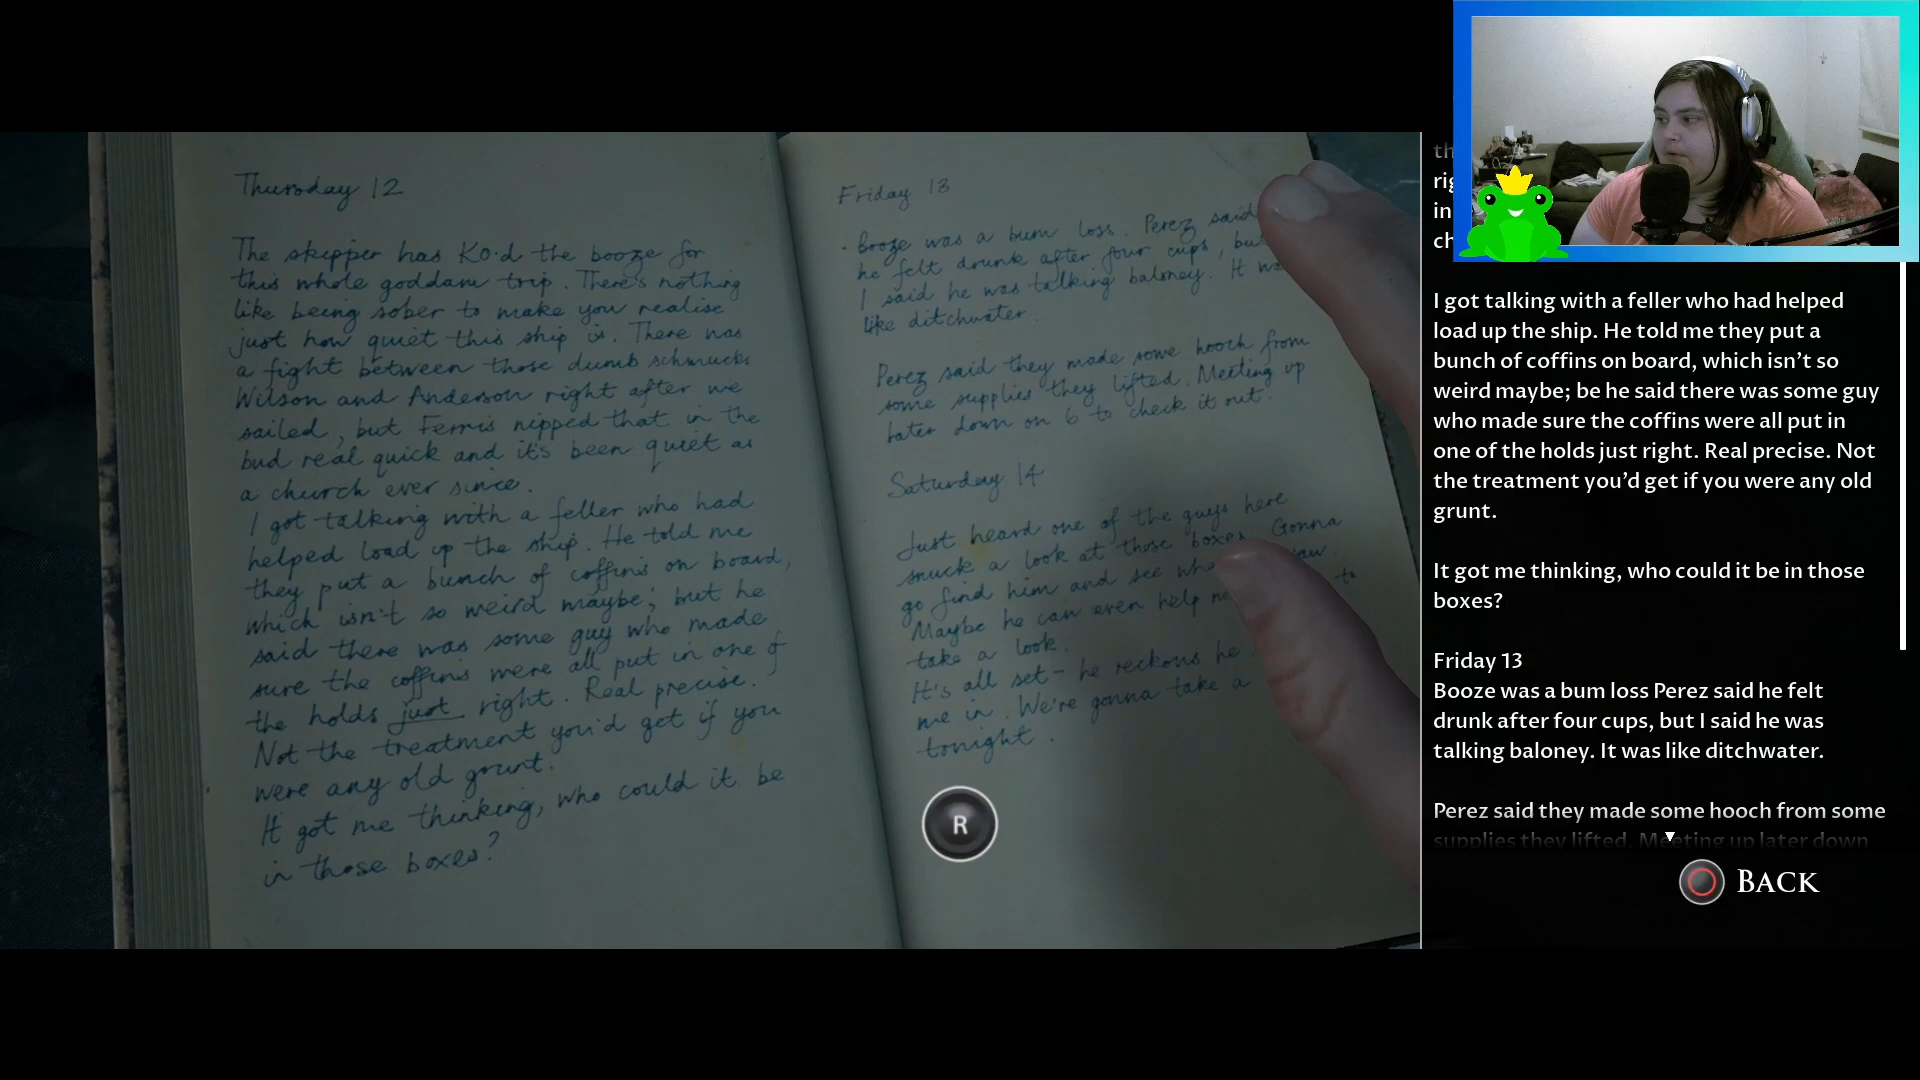 Thursday 12
The skipper has K.O.d the booze for
this whole goddam trip. There's nothing
like being sober to make you realise
just how quiet this ship is. There was
a fight between those dumb schmucks
Wilson and Anderson right after we
sailed, but Ferris nipped that in the
bud real quick and it's been quiet as
a church ever since.
I got talking with a feller who had
helped load up the ship. He told me
they put a bunch of coffins on board,
which isn't so weird maybe; but he
said there was some guy who made
sure the coffins were all put in one of
the holds just right. Real precise.
Not the treatment you'd get if you
were any old grunt.
It got me thinking, who could it be
in those boxes?
Friday 13
Booze was a bum loss. Perez said
he felt drunk after four cups, but
I said he was talking baloney. It
like ditchwater.
Perez said they made some hooch from
some supplies they lifted. Meeting up
later down on 6 to check it out.
Saturday 14
Just heard one of the guys here
snuck a look at those boxes. Gonna
go find him and see
Maybe he can even help to
take a look.
It's all set - he reckons he
me in. We're gonna take a
tonight.
R
I got talking with a feller who had helped
load up the ship. He told me they put a
bunch of coffins on board, which isn't so
weird maybe; be he said there was some guy
who made sure the coffins were all put in
one of the holds just right. Real precise. Not
the treatment you'd get if you were any old
grunt.
It got me thinking, who could it be in those
boxes?
Friday 13
Booze was a bum loss Perez said he felt
drunk after four cups, but I said he was
talking baloney. It was like ditchwater.
Perez said they made some hooch from some
supplies they lifted. Meeting up later down
BACK